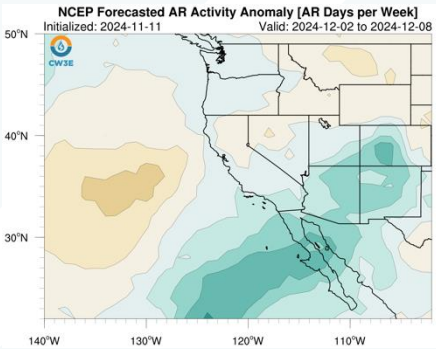 NCEP Forecasted AR Activity Anomaly [AR Days per Week]
Initialized: 2024-11-11 Valid: 2024-12-02 to 2024-12-08
50°N
CW3E
40°N
30°N
140°W 130°W 120°W 110°W